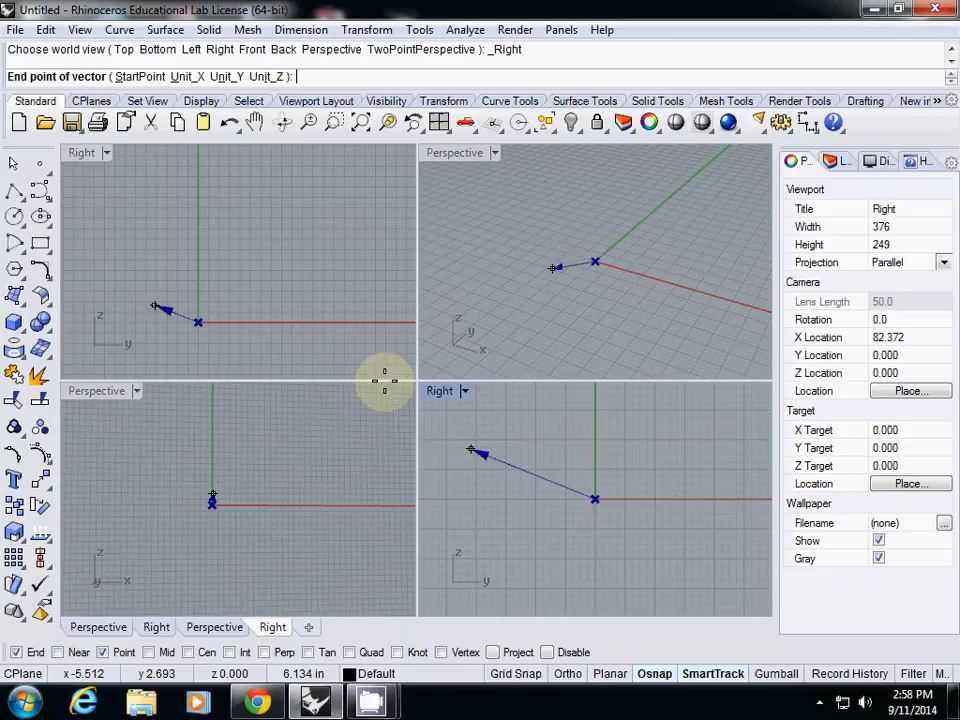 Untitled - Rhinoceros Educational Lab License (64-bit)
File Edit View Curve Surface Solid Mesh Dimension Transform Tools Analyze Render Panels Help
Choose world view ( Top Bottom Left Right Front Back Perspective TwoPointPerspective ): _Right
End point of vector ( StartPoint Unit_X Unit_Y Unit_Z ):
Standard CPlanes Set View Display Select Viewport Layout Visibility Transform Curve Tools Surface Tools Solid Tools Mesh Tools Render Tools Drafting New in »
Right
Perspective
P... L... Di... H...
Viewport
Title Right
Width 376
Height 249
Projection Parallel
Camera
Lens Length 50.0
Rotation 0.0
X Location 82.372
Y Location 0.000
Z Location 0.000
Location Place...
Target
X Target 0.000
Y Target 0.000
Z Target 0.000
Location Place...
Wallpaper
Filename (none) ...
Show
Gray
z
y
z
y
x
Perspective
Right
z
y
x
z
y
Perspective Right Perspective Right
End Near Point Mid Cen Int Perp Tan Quad Knot Vertex Project Disable
CPlane x -5.512 y 2.693 z 0.000 6.134 in Default Grid Snap Ortho Planar Osnap SmartTrack Gumball Record History Filter M...
2:58 PM
9/11/2014